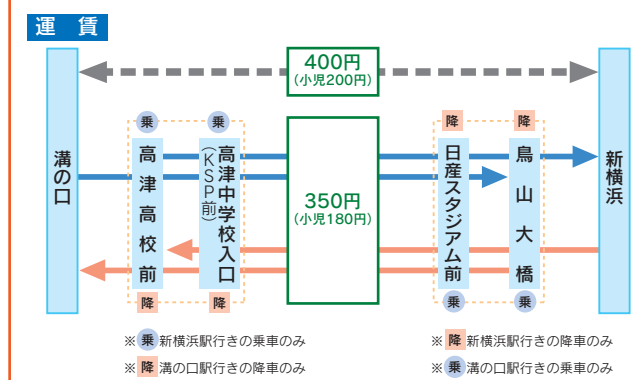 運 賃
400円
(小児200円)
乗
乗
降
降
溝の口
高津高校前
高津中学校入口
(KSP前)
350円
(小児180円)
日産スタジアム前
鳥山大橋
新横浜
降
降
乗
乗
※乗新横浜駅行きの乗車のみ
※降溝の口駅行きの降車のみ
※降新横浜駅行きの降車のみ
※乗溝の口駅行きの乗車のみ